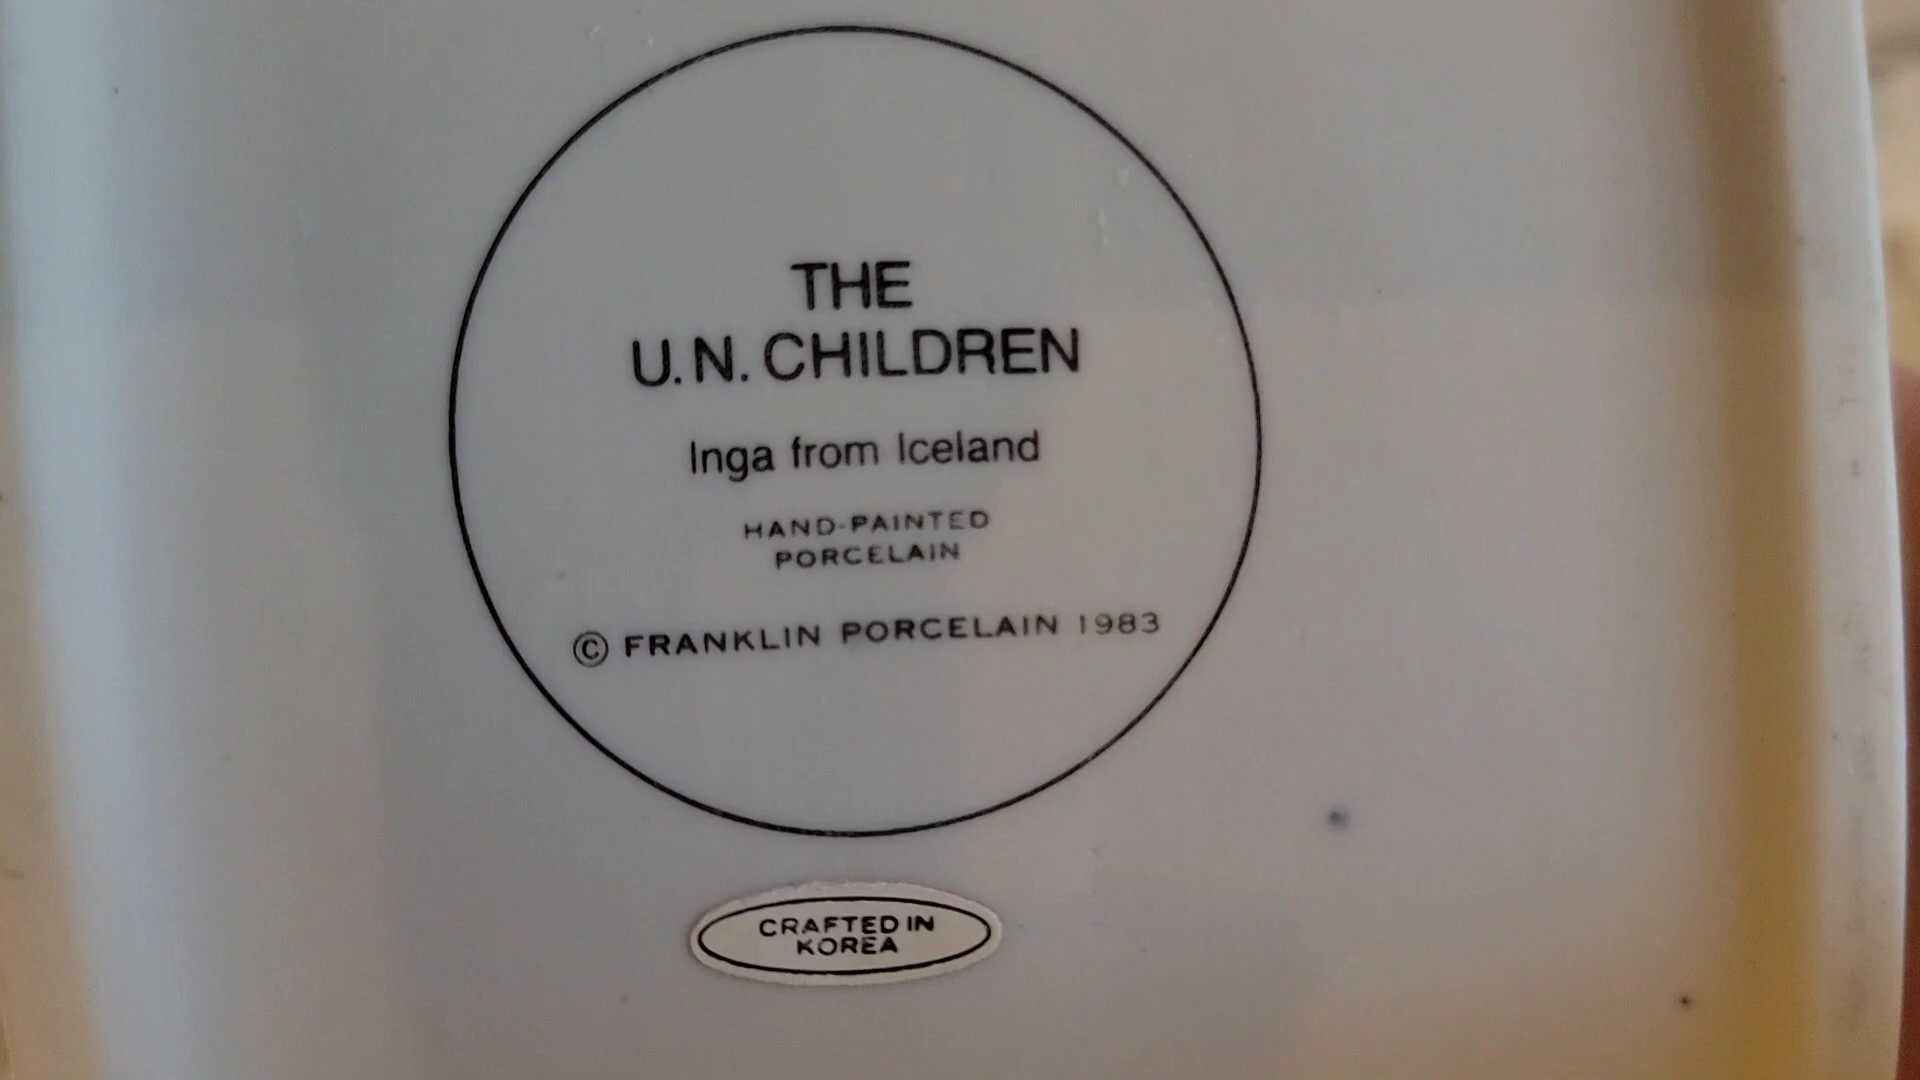 THE
U.N. CHILDREN
Inga from Iceland
HAND-PAINTED
PORCELAIN
© FRANKLIN PORCELAIN 1983
CRAFTED IN
KOREA